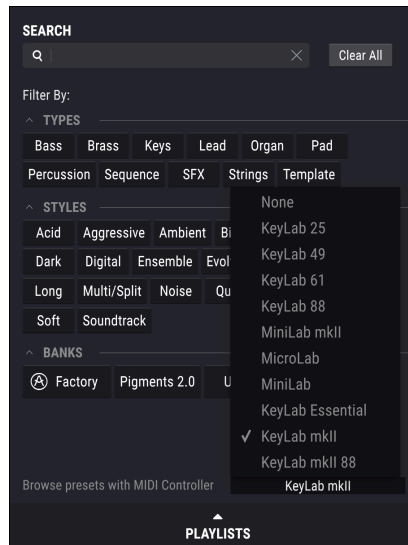 SEARCH
Clear All
Filter By:
TYPES
Bass Brass Keys Lead Organ Pad
Percussion Sequence SFX Strings Template
STYLES
Acid Aggressive Ambient Bi
Dark Digital Ensemble Evol
Long Multi/Split Noise Qu
Soft Soundtrack
BANKS
Factory Pigments 2.0 U
None
KeyLab 25
KeyLab 49
KeyLab 61
KeyLab 88
MiniLab mkII
MicroLab
MiniLab
KeyLab Essential
✓ KeyLab mkII
KeyLab mkII 88
Browse presets with MIDI Controller KeyLab mkII
PLAYLISTS